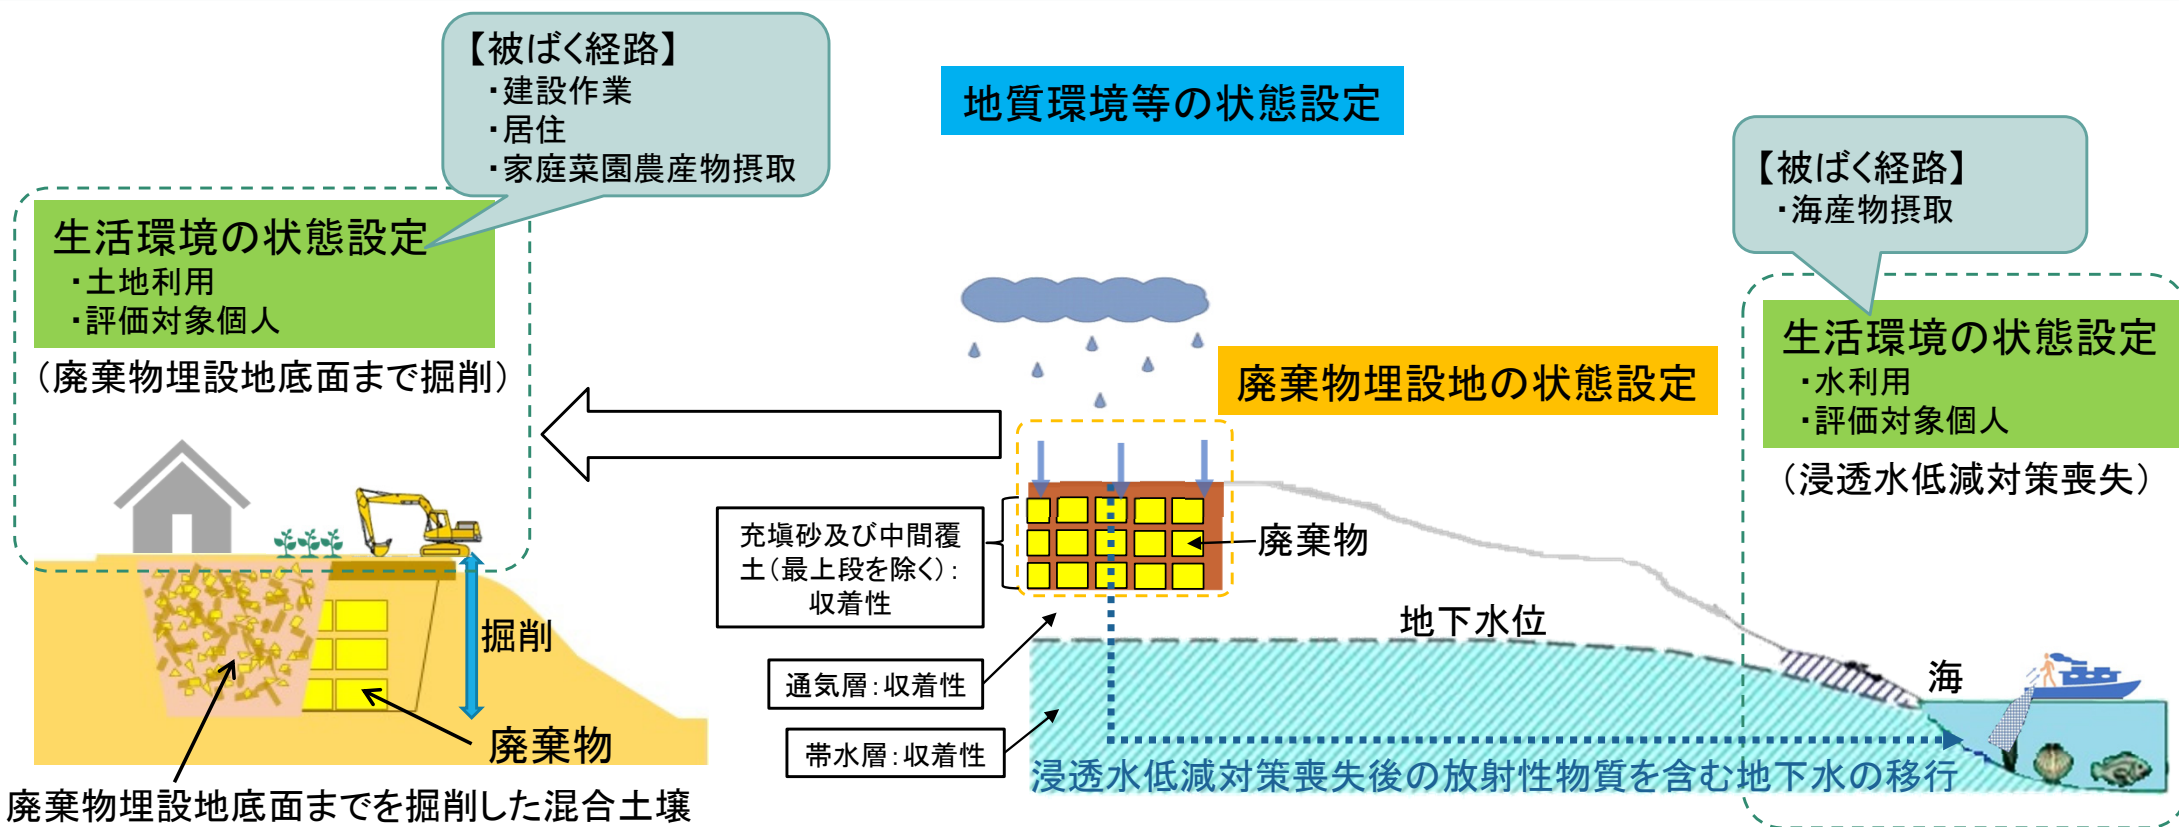 【被ばく経路】
・建設作業
・居住
・家庭菜園農産物摂取
地質環境等の状態設定
【被ばく経路】
・海産物摂取
生活環境の状態設定
・土地利用
・評価対象個人
（廃棄物埋設地底面まで掘削）
廃棄物埋設地の状態設定
生活環境の状態設定
・水利用
・評価対象個人
（浸透水低減対策喪失）
充塡砂及び中間覆
土（最上段を除く）：
収着性
廃棄物
地下水位
掘削
通気層：収着性
海
廃棄物
帯水層：収着性
浸透水低減対策喪失後の放射性物質を含む地下水の移行
廃棄物埋設地底面までを掘削した混合土壌